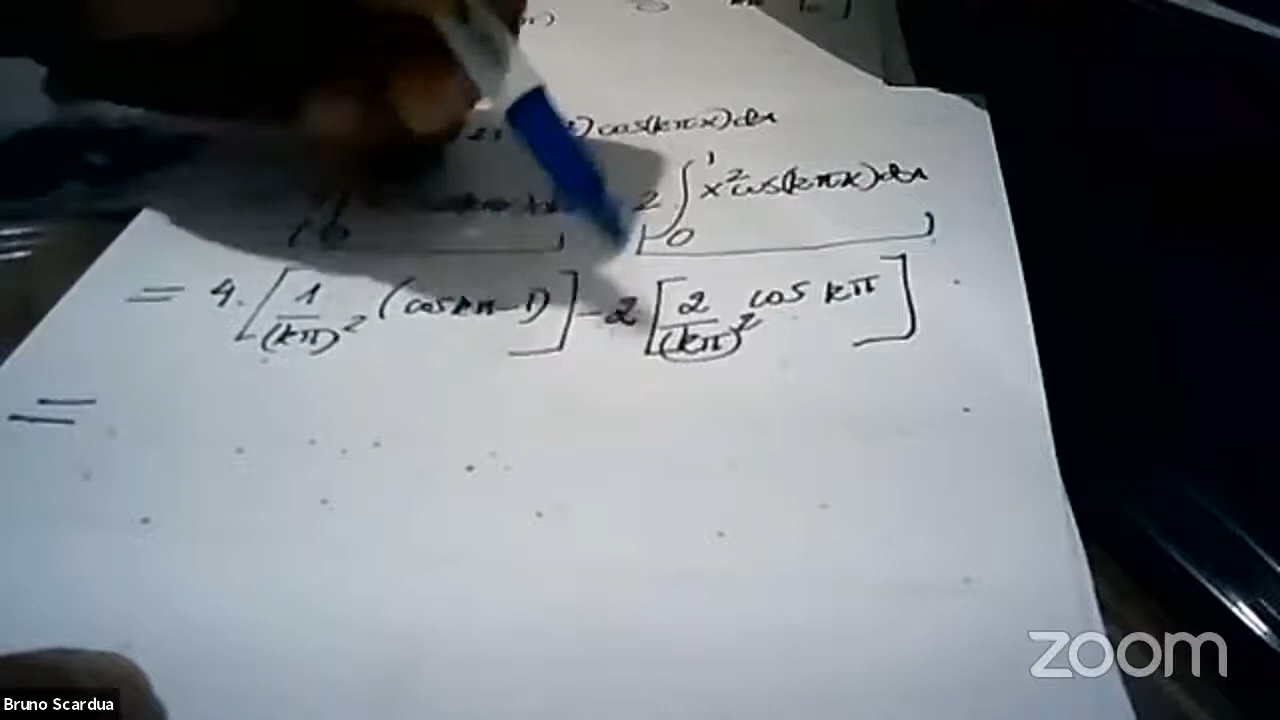 ) cos(kπx)dx
2 ∫₀¹ x² cos(kπx)dx
= 4. [ 1/(kπ)² (cos kπ - 1) ] - 2 [ 2/(kπ)² cos kπ ]
=
zoom
Bruno Scardua